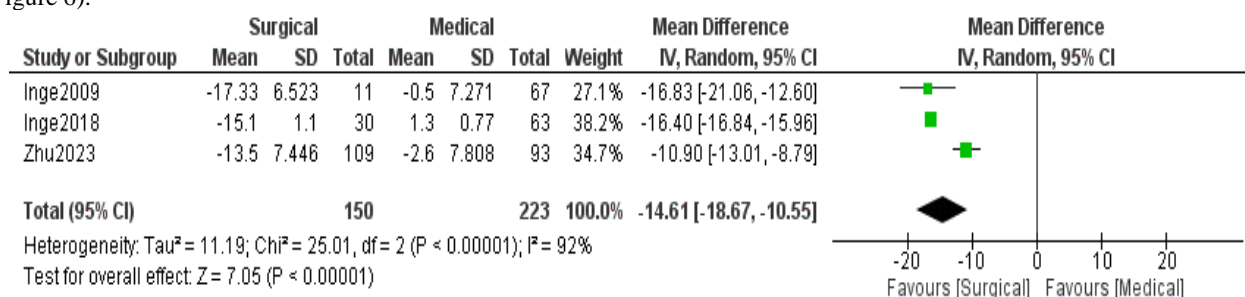 igure 6).
Surgical Medical Mean Difference Mean Difference
Study or Subgroup Mean SD Total Mean SD Total Weight IV, Random, 95% CI IV, Random, 95% CI
Inge2009 -17.33 6.523 11 -0.5 7.271 67 27.1% -16.83 [-21.06, -12.60]
Inge2018 -15.1 1.1 30 1.3 0.77 63 38.2% -16.40 [-16.84, -15.96]
Zhu2023 -13.5 7.446 109 -2.6 7.808 93 34.7% -10.90 [-13.01, -8.79]
Total (95% CI) 150 223 100.0% -14.61 [-18.67, -10.55]
Heterogeneity: Tau² = 11.19; Chi² = 25.01, df = 2 (P < 0.00001); I² = 92%
Test for overall effect: Z = 7.05 (P < 0.00001)
-20 -10 0 10 20
Favours [Surgical] Favours [Medical]